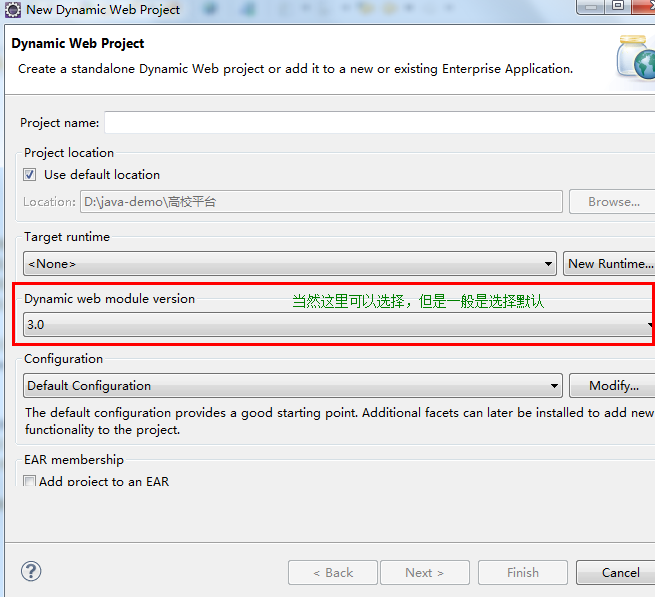 New Dynamic Web Project
Dynamic Web Project
Create a standalone Dynamic Web project or add it to a new or existing Enterprise Application.
Project name:
Project location
Use default location
Location: D:\java-demo\高校平台 Browse...
Target runtime
<None> New Runtime...
Dynamic web module version 当然这里可以选择，但是一般是选择默认
3.0
Configuration
Default Configuration Modify...
The default configuration provides a good starting point. Additional facets can later be installed to add new
functionality to the project.
EAR membership
Add project to an EAR
? < Back Next > Finish Cancel